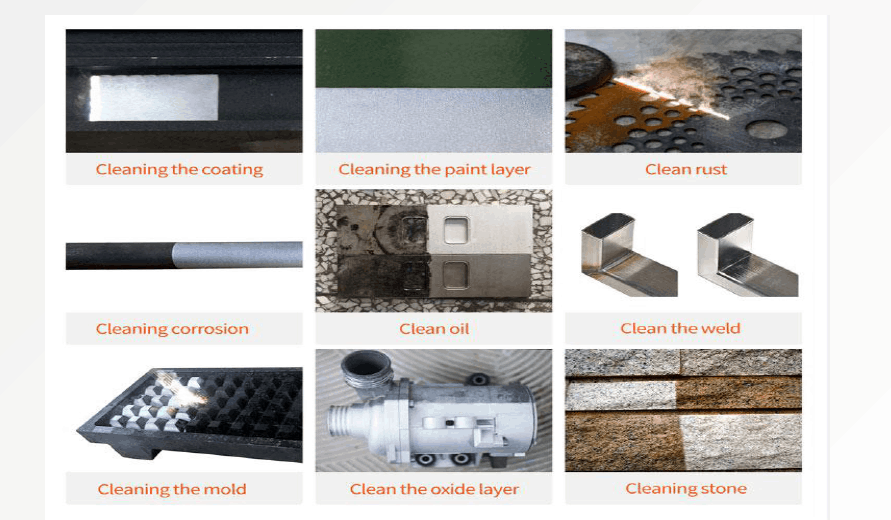 Cleaning the coating
Cleaning the paint layer
Clean rust
Cleaning corrosion
Clean oil
Clean the weld
Cleaning the mold
Clean the oxide layer
Cleaning stone